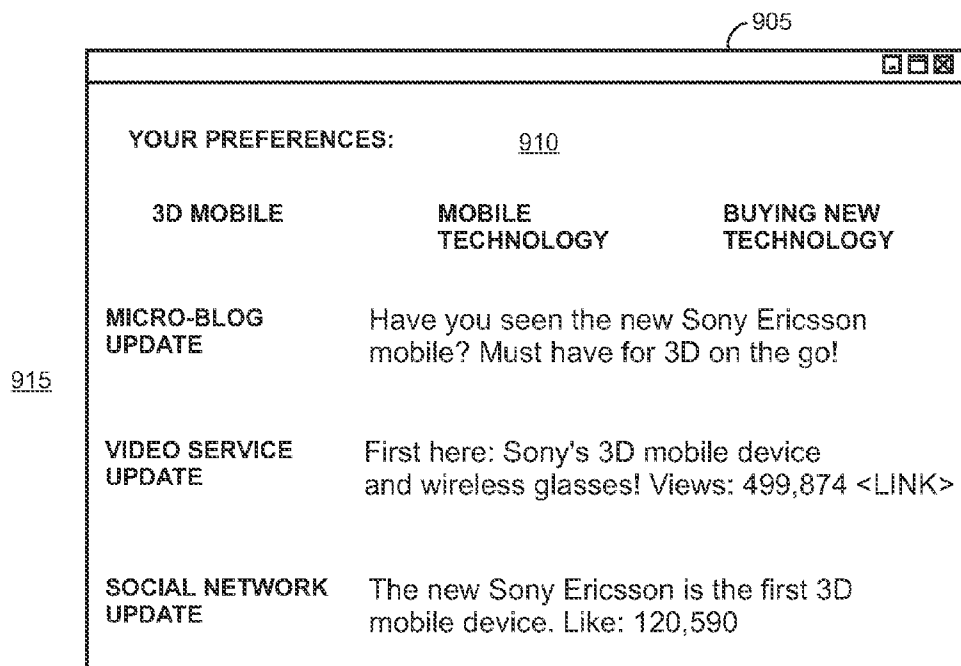 905
YOUR PREFERENCES: 910
3D MOBILE MOBILE TECHNOLOGY BUYING NEW TECHNOLOGY
MICRO-BLOG UPDATE
Have you seen the new Sony Ericsson
mobile? Must have for 3D on the go!
915
VIDEO SERVICE UPDATE
First here: Sony's 3D mobile device
and wireless glasses! Views: 499,874 <LINK>
SOCIAL NETWORK UPDATE
The new Sony Ericsson is the first 3D
mobile device. Like: 120,590